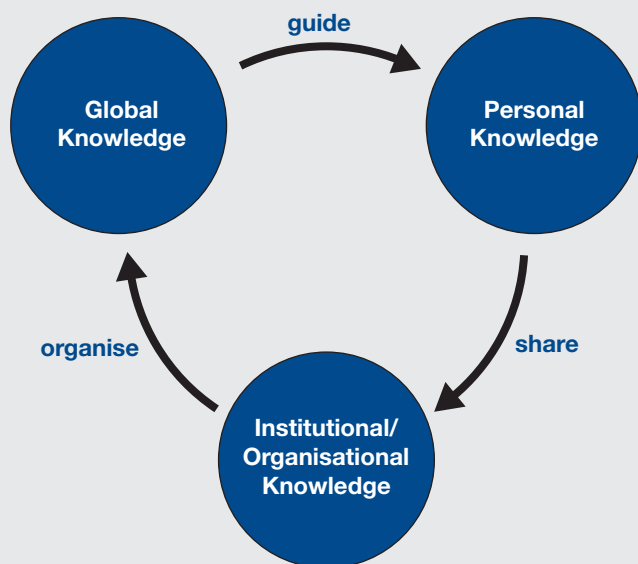 guide
Global
Knowledge
Personal
Knowledge
organise
share
Institutional/
Organisational
Knowledge